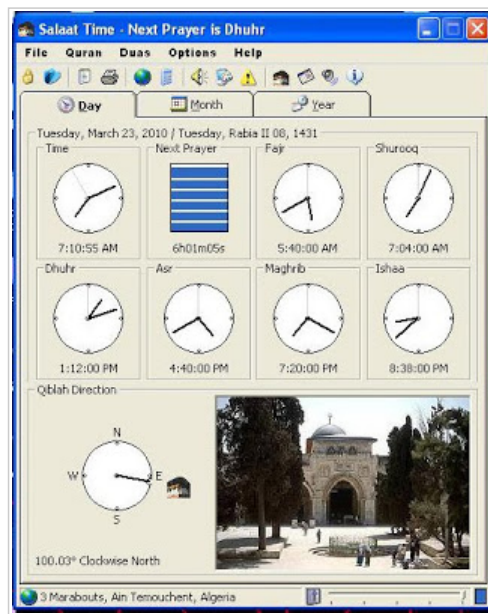 Salaat Time - Next Prayer is Dhuhr
File Quran Duas Options Help
Day Month Year
Tuesday, March 23, 2010 / Tuesday, Rabia II 08, 1431
Time Next Prayer Fajr Shurooq
7:10:55 AM 6h01m05s 5:40:00 AM 7:04:00 AM
Dhuhr Asr Maghrib Ishaa
1:12:00 PM 4:40:00 PM 7:20:00 PM 8:38:00 PM
Qiblah Direction
N
W E
S
100.03° Clockwise North
3 Marabouts, Ain Temouchent, Algeria